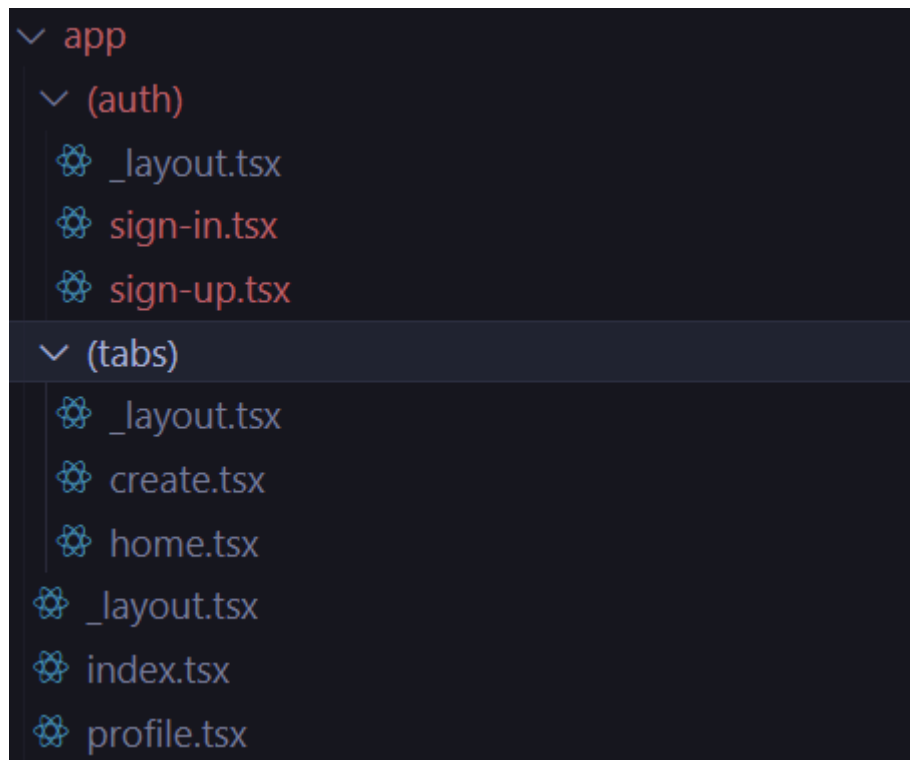 app
(auth)
_layout.tsx
sign-in.tsx
sign-up.tsx
(tabs)
_layout.tsx
create.tsx
home.tsx
_layout.tsx
index.tsx
profile.tsx